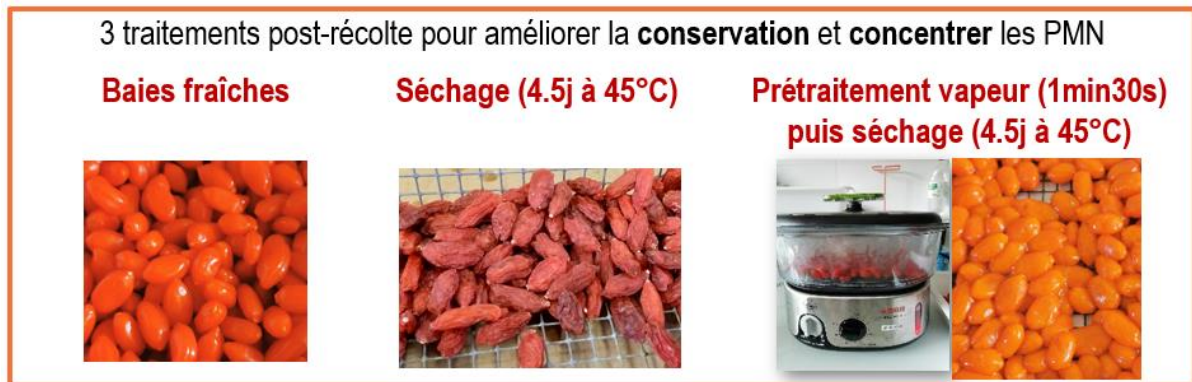 3 traitements post-récolte pour améliorer la conservation et concentrer les PMN
Baies fraîches
Séchage (4.5j à 45°C)
Prétraitement vapeur (1min30s)
puis séchage (4.5j à 45°C)